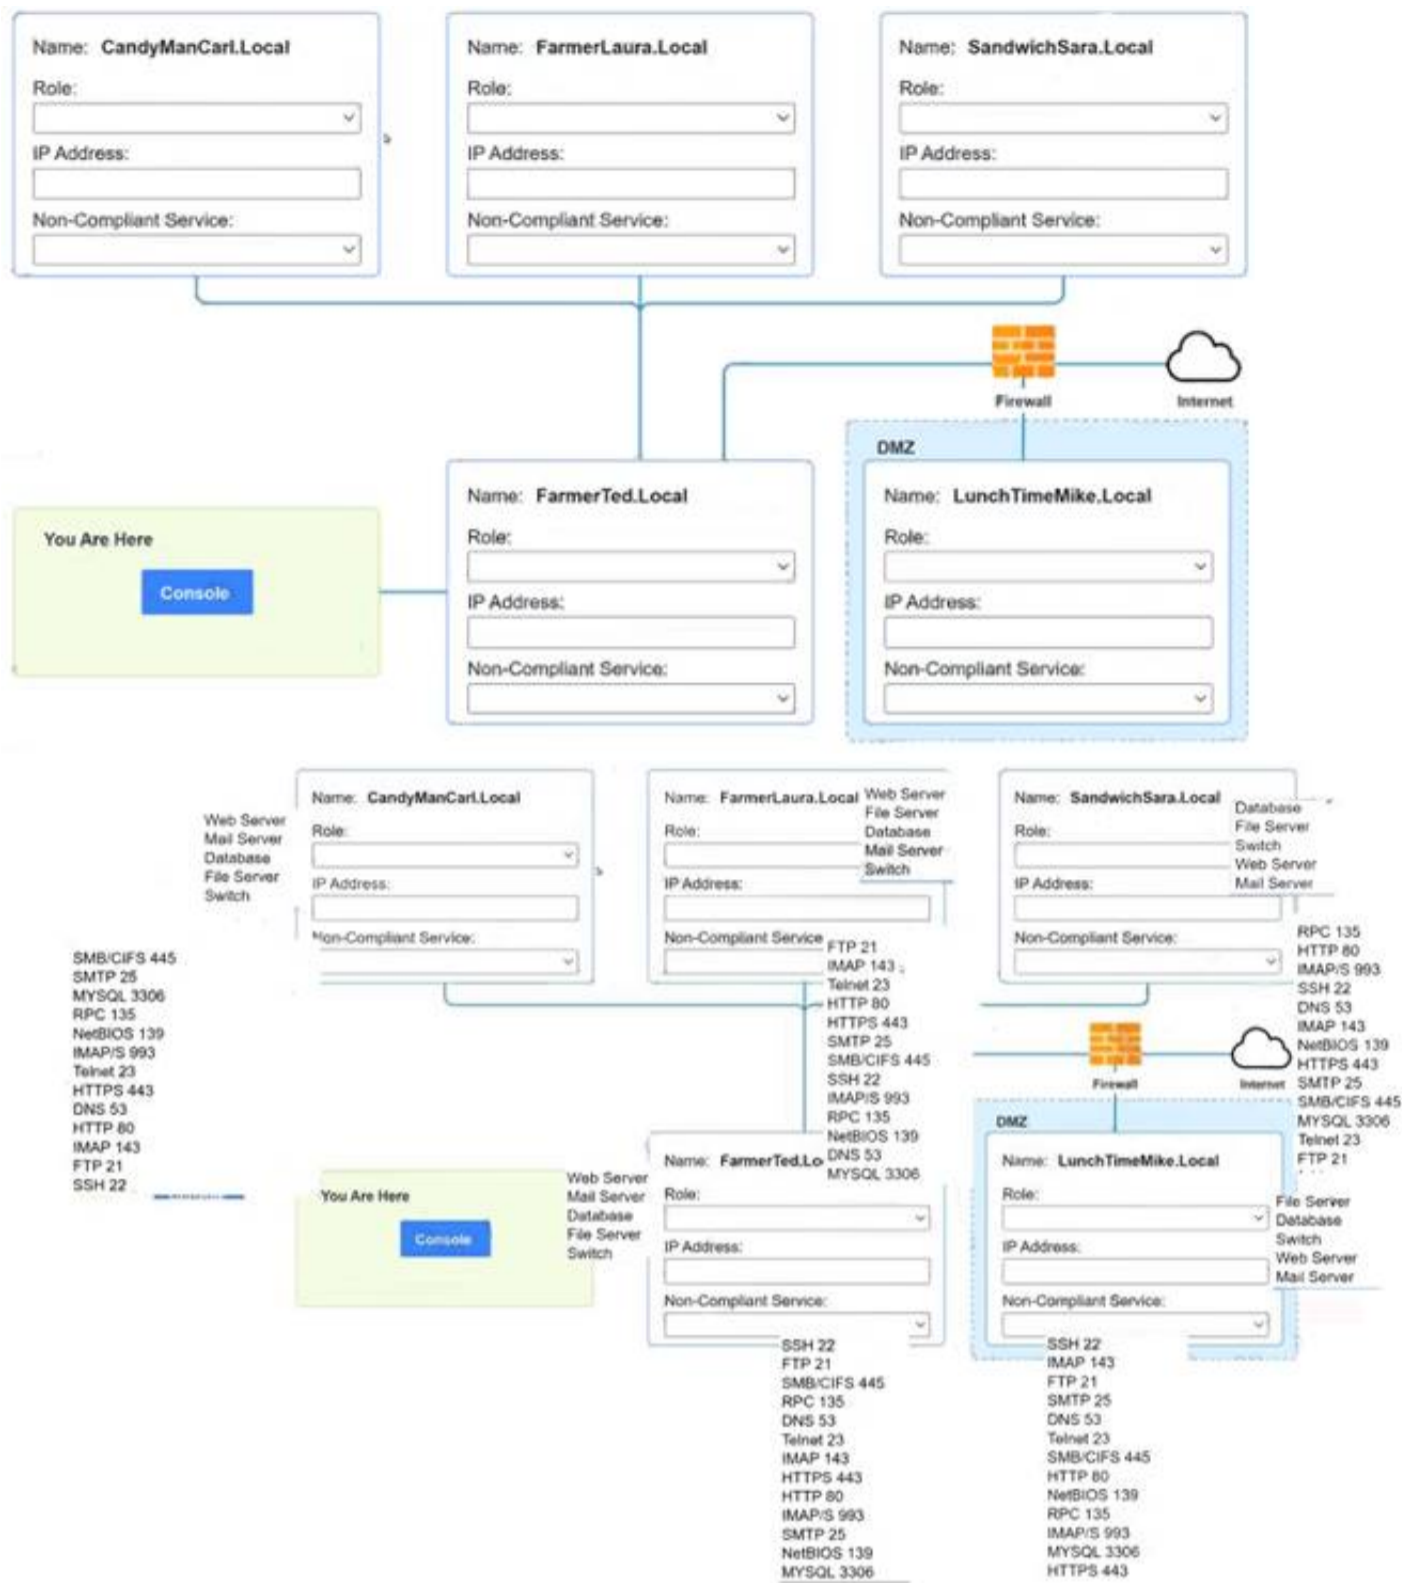 Name: CandyManCarl.Local
Role:
IP Address:
Non-Compliant Service:
Name: FarmerLaura.Local
Role:
IP Address:
Non-Compliant Service:
Name: SandwichSara.Local
Role:
IP Address:
Non-Compliant Service:
Firewall
Internet
You Are Here
Console
Name: FarmerTed.Local
Role:
IP Address:
Non-Compliant Service:
DMZ
Name: LunchTimeMike.Local
Role:
IP Address:
Non-Compliant Service:
Web Server
Mail Server
Database
File Server
Switch
Name: CandyManCarl.Local
Role:
IP Address:
Non-Compliant Service:
SMB/CIFS 445
SMTP 25
MYSQL 3306
RPC 135
NetBIOS 139
IMAP/S 993
Telnet 23
HTTPS 443
DNS 53
HTTP 80
IMAP 143
FTP 21
SSH 22
Name: FarmerLaura.Local
Role:
IP Address:
Non-Compliant Service
Web Server
File Server
Database
Mail Server
Switch
FTP 21
IMAP 143
Telnet 23
HTTP 80
HTTPS 443
SMTP 25
SMB/CIFS 445
SSH 22
IMAP/S 993
RPC 135
NetBIOS 139
DNS 53
MYSQL 3306
Name: SandwichSara.Local
Role:
IP Address:
Non-Compliant Service:
Database
File Server
Switch
Web Server
Mail Server
RPC 135
HTTP 80
IMAP/S 993
SSH 22
DNS 53
IMAP 143
NetBIOS 139
HTTPS 443
SMTP 25
SMB/CIFS 445
MYSQL 3306
Telnet 23
FTP 21
Firewall
Internet
You Are Here
Console
Web Server
Mail Server
Database
File Server
Switch
Name: FarmerTed.Lo
Role:
IP Address:
Non-Compliant Service:
SSH 22
FTP 21
SMB/CIFS 445
RPC 135
DNS 53
Telnet 23
IMAP 143
HTTPS 443
HTTP 80
IMAP/S 993
SMTP 25
NetBIOS 139
MYSQL 3306
DMZ
Name: LunchTimeMike.Local
Role:
IP Address:
Non-Compliant Service:
File Server
Database
Switch
Web Server
Mail Server
SSH 22
IMAP 143
FTP 21
SMTP 25
DNS 53
Telnet 23
SMB/CIFS 445
HTTP 80
NetBIOS 139
RPC 135
IMAP/S 993
MYSQL 3306
HTTPS 443